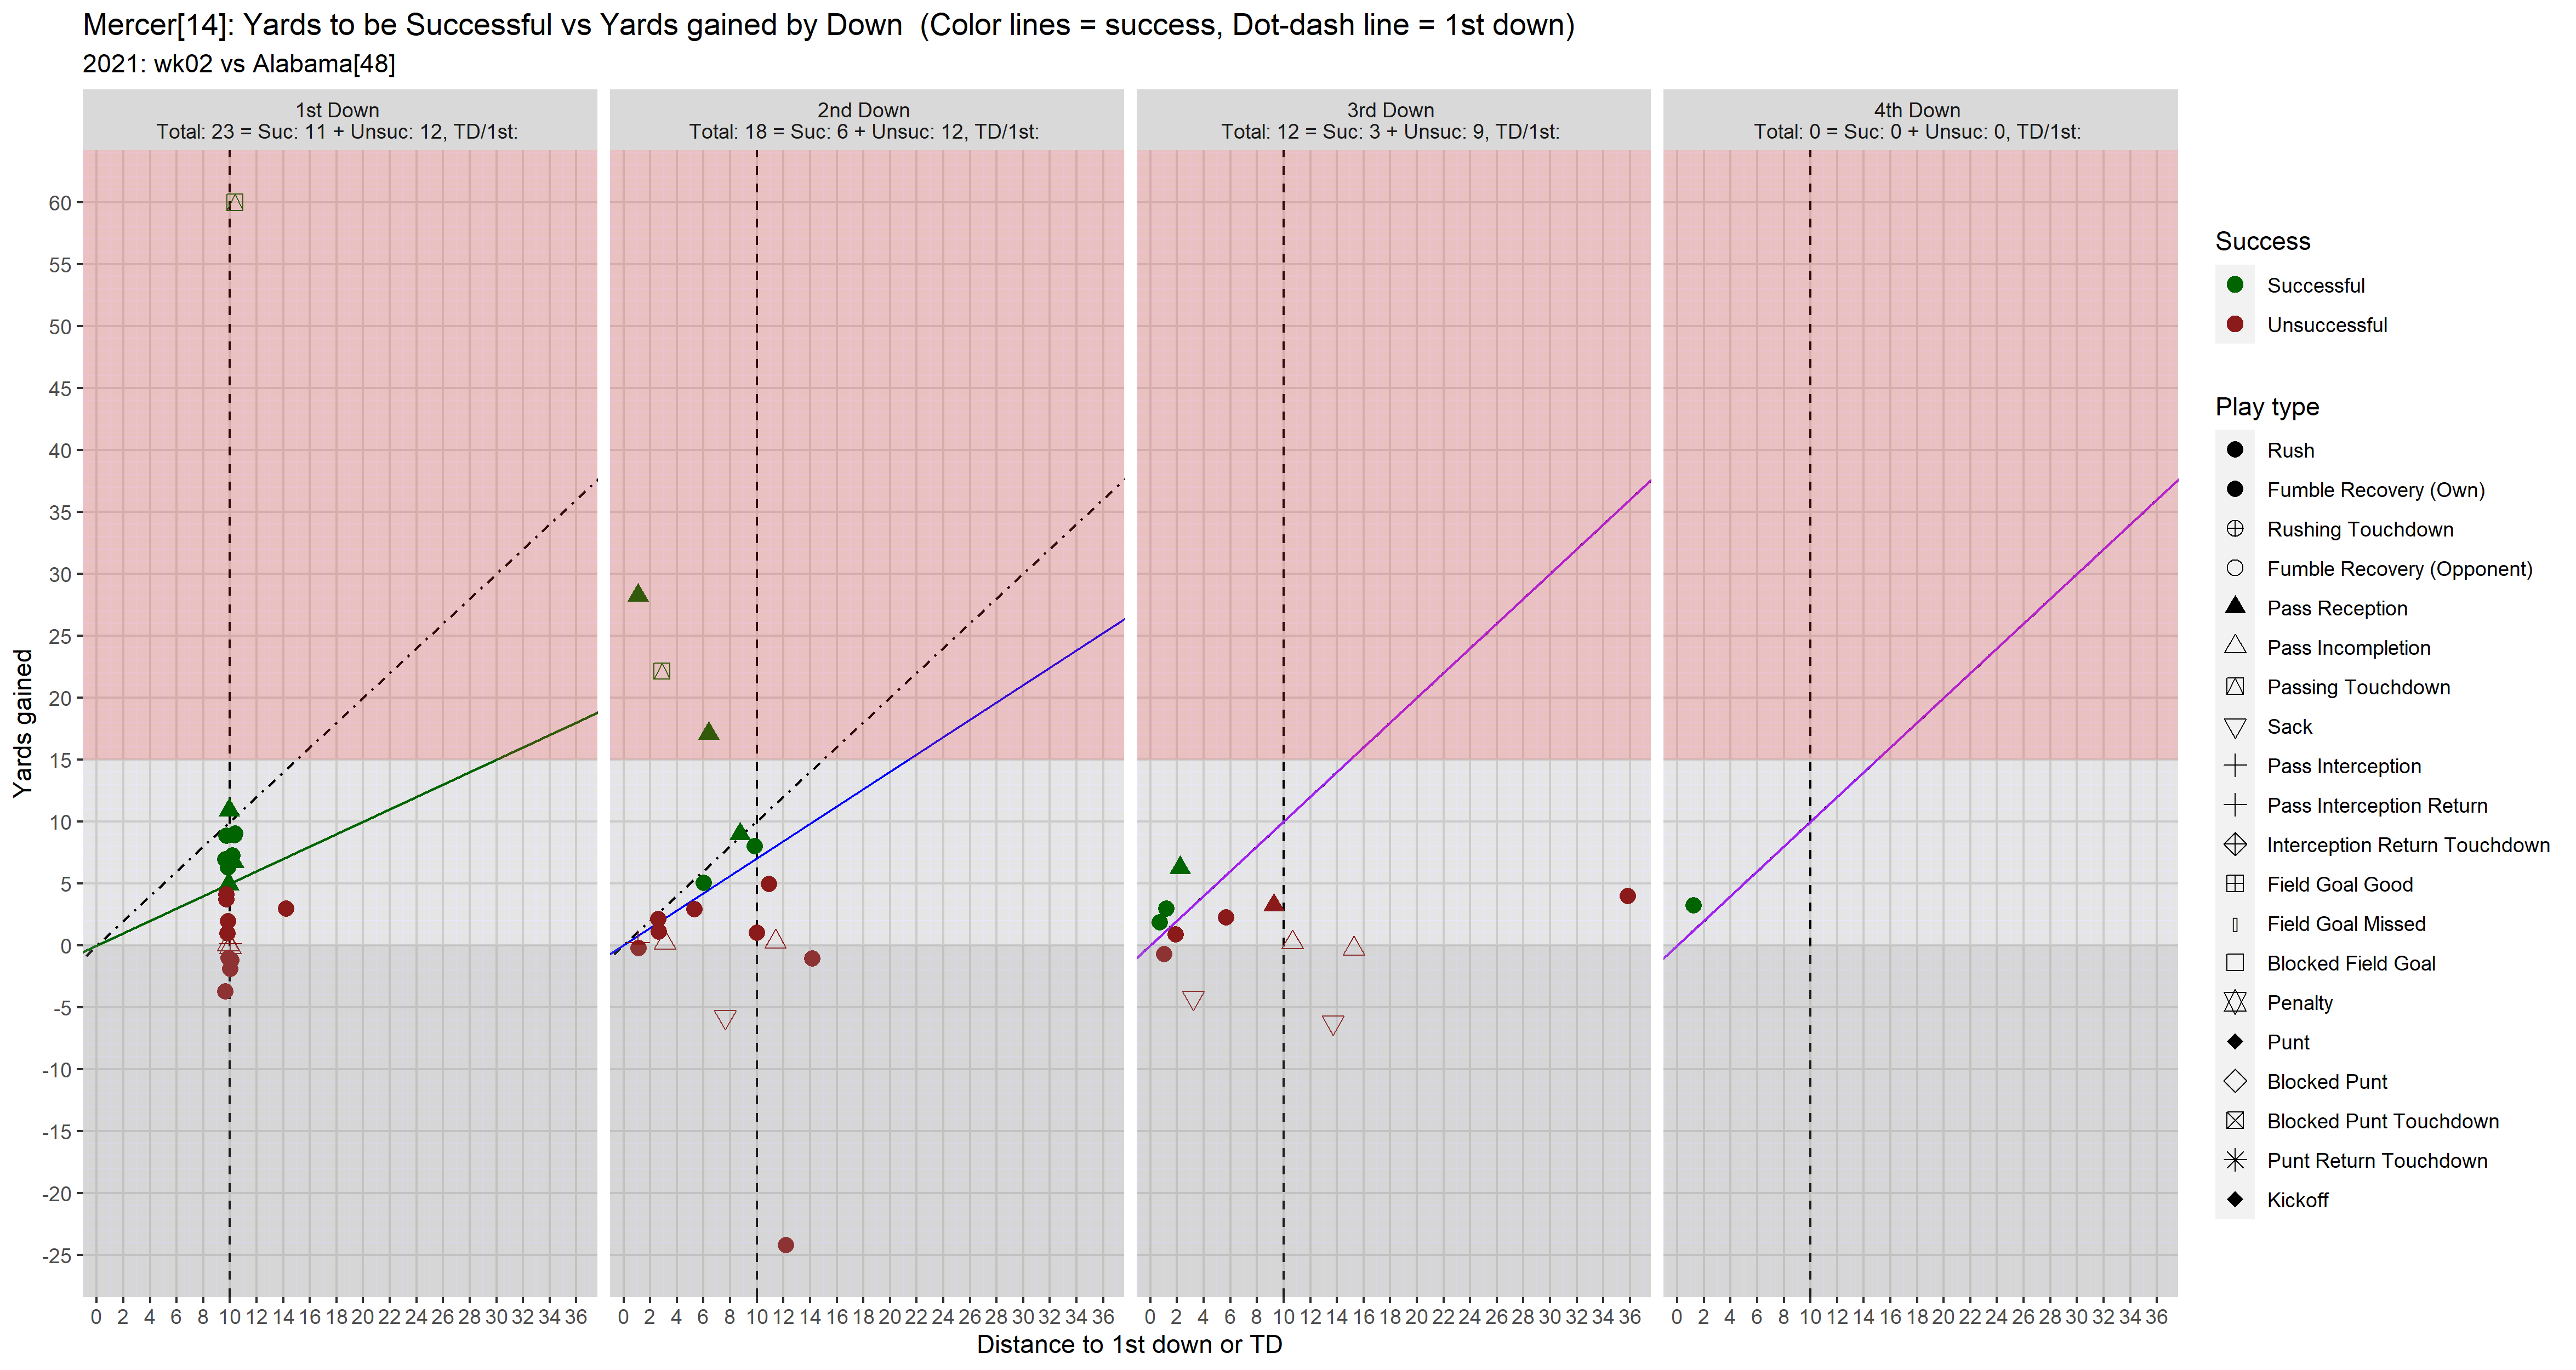 Mercer[14]: Yards to be Successful vs Yards gained by Down  (Color lines = success, Dot-dash line = 1st down)
2021: wk02 vs Alabama[48]
1st Down
Total: 23 = Suc: 11 + Unsuc: 12, TD/1st:
2nd Down
Total: 18 = Suc: 6 + Unsuc: 12, TD/1st:
3rd Down
Total: 12 = Suc: 3 + Unsuc: 9, TD/1st:
4th Down
Total: 0 = Suc: 0 + Unsuc: 0, TD/1st:
Yards gained
60
55
50
45
40
35
30
25
20
15
10
5
0
-5
-10
-15
-20
-25
0 2 4 6 8 10 12 14 16 18 20 22 24 26 28 30 32 34 36
0 2 4 6 8 10 12 14 16 18 20 22 24 26 28 30 32 34 36
0 2 4 6 8 10 12 14 16 18 20 22 24 26 28 30 32 34 36
0 2 4 6 8 10 12 14 16 18 20 22 24 26 28 30 32 34 36
Distance to 1st down or TD
Success
Successful
Unsuccessful
Play type
Rush
Fumble Recovery (Own)
Rushing Touchdown
Fumble Recovery (Opponent)
Pass Reception
Pass Incompletion
Passing Touchdown
Sack
Pass Interception
Pass Interception Return
Interception Return Touchdown
Field Goal Good
Field Goal Missed
Blocked Field Goal
Penalty
Punt
Blocked Punt
Blocked Punt Touchdown
Punt Return Touchdown
Kickoff